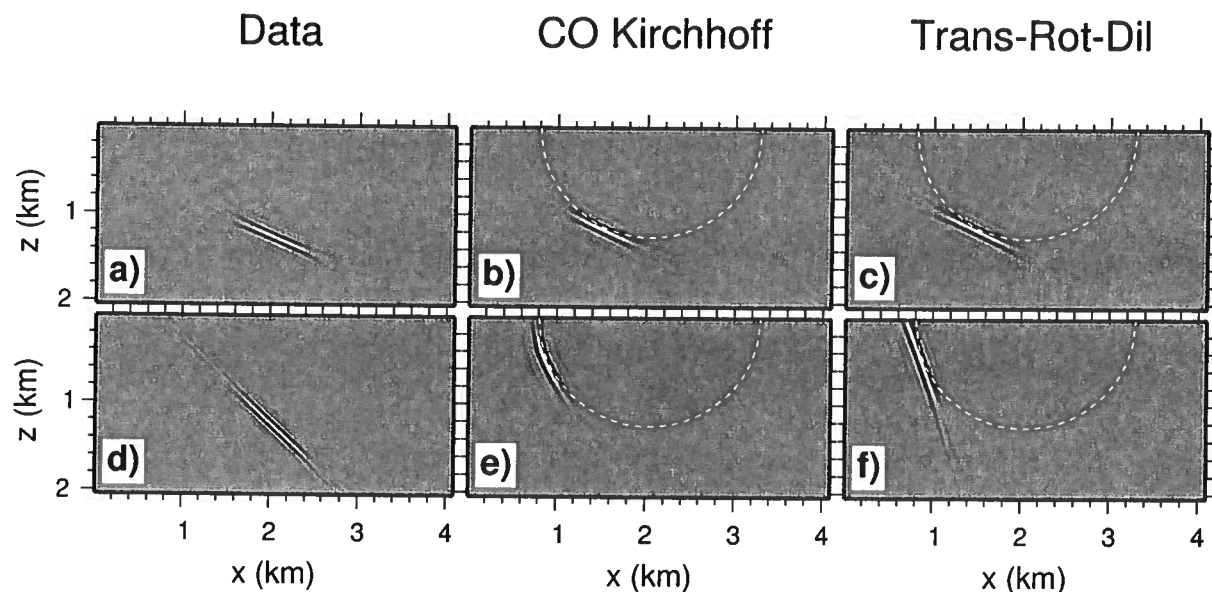 Data CO Kirchhoff Trans-Rot-Dil
z (km)
1
2
a) b) c)
z (km)
1
2
d) e) f)
1 2 3 4 1 2 3 4 1 2 3 4
x (km) x (km) x (km)